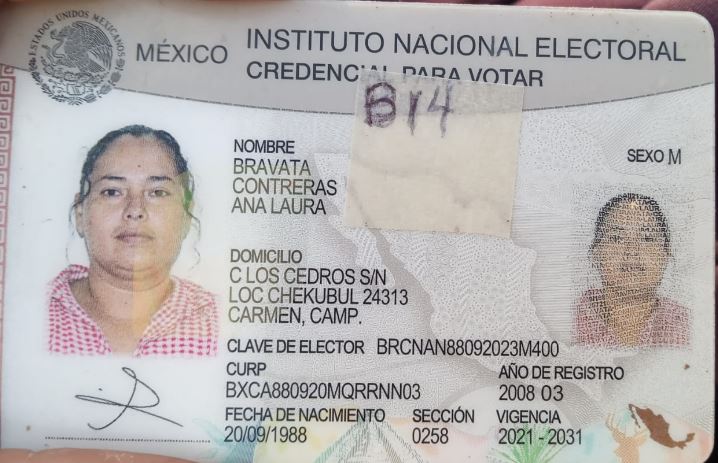 ESTADOS UNIDOS MEXICANOS
MÉXICO
INSTITUTO NACIONAL ELECTORAL
CREDENCIAL PARA VOTAR
BY4
NOMBRE
BRAVATA
CONTRERAS
ANA LAURA
SEXO M
DOMICILIO
C LOS CEDROS S/N
LOC CHEKUBUL 24313
CARMEN, CAMP.
CLAVE DE ELECTOR BRCNAN88092023M400
CURP
BXCA880920MQRRNN03
AÑO DE REGISTRO
2008 03
FECHA DE NACIMIENTO
20/09/1988
SECCIÓN
0258
VIGENCIA
2021 - 2031